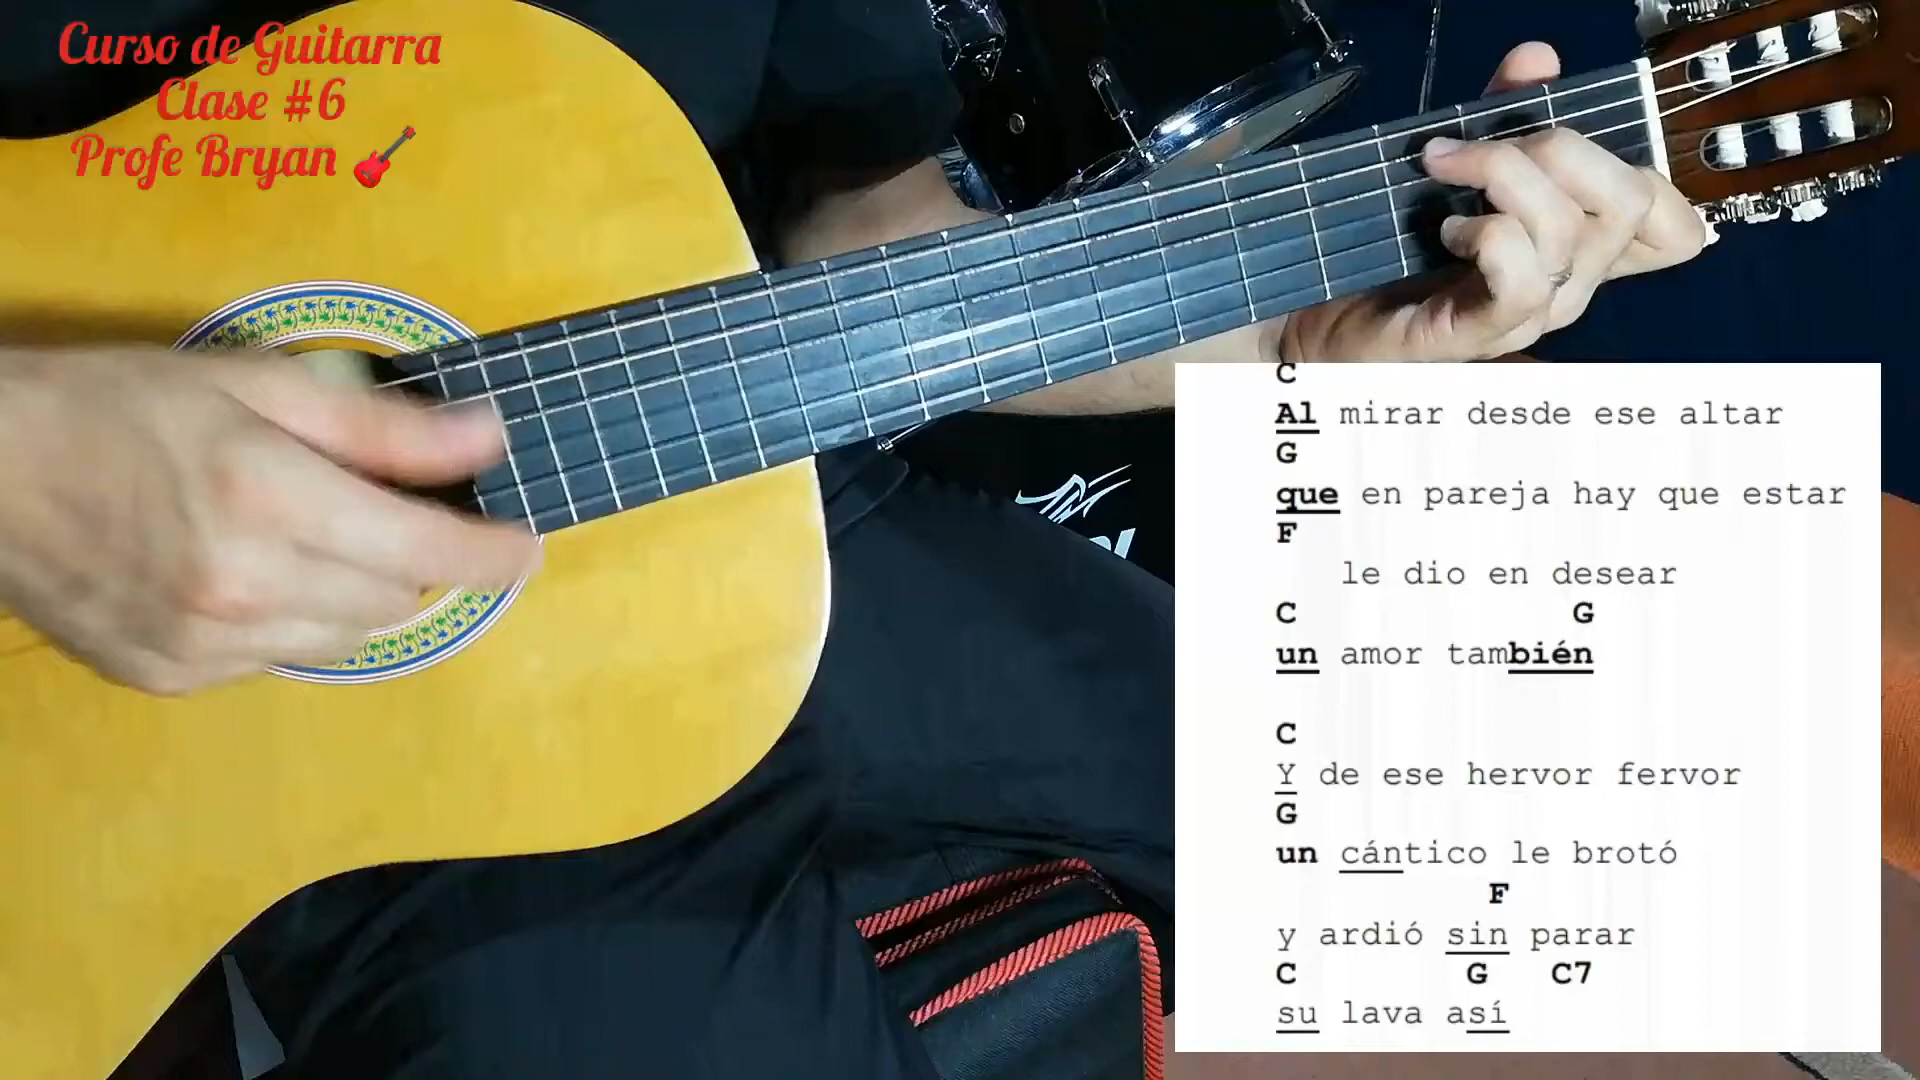 Curso de Guitarra
Clase #6
Profe Bryan
C
Al mirar desde ese altar
G
que en pareja hay que estar
F
le dio en desear
C G
un amor también
C
Y de ese hervor fervor
G
un cántico le brotó
F
y ardió sin parar
C G C7
su lava así